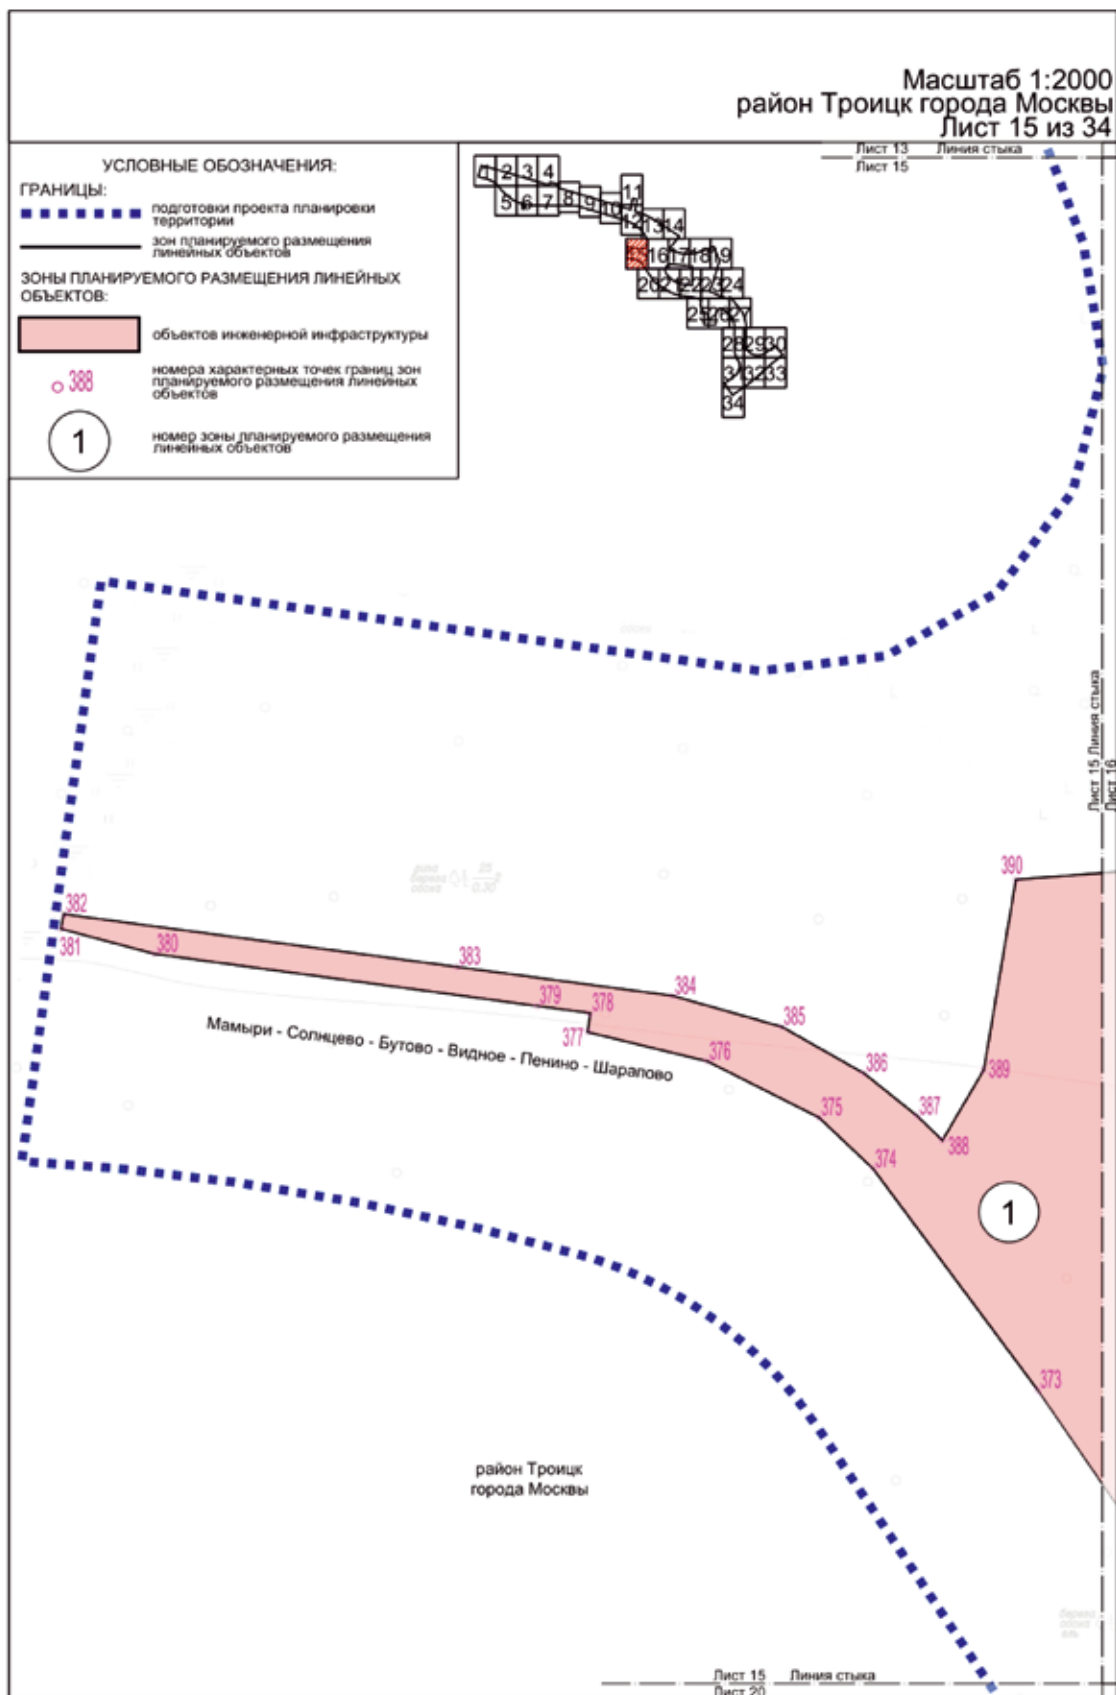 Масштаб 1:2000
район Троицк города Москвы
Лист 15 из 34
Лист 13 Линия стыка
Лист 15
УСЛОВНЫЕ ОБОЗНАЧЕНИЯ:
ГРАНИЦЫ:
подготовки проекта планировки
территории
зон планируемого размещения
линейных объектов
ЗОНЫ ПЛАНИРУЕМОГО РАЗМЕЩЕНИЯ ЛИНЕЙНЫХ
ОБЪЕКТОВ:
объектов инженерной инфраструктуры
388
номера характерных точек границ зон
планируемого размещения линейных
объектов
1
номер зоны планируемого размещения
линейных объектов
1 2 3 4
5 6 7 8 9 10 11
12 13 14
16 17 18 19
20 21 22 23 24
25 26 27
28 29 30
31 32 33
34
Лист 15 Линия стыка
Лист 16
390
382
381
380
383
379
378
377
384
385
376
386
375
387
389
388
374
373
Мамыри - Солнцево - Бутово - Видное - Пенино - Шарапово
1
район Троицк
города Москвы
Лист 15 Линия стыка
Лист 20